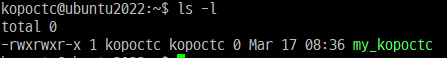 kopoctc@ubuntu2022:~$ ls -l
total 0
-rwxrwxr-x 1 kopoctc kopoctc 0 Mar 17 08:36 my_kopoctc